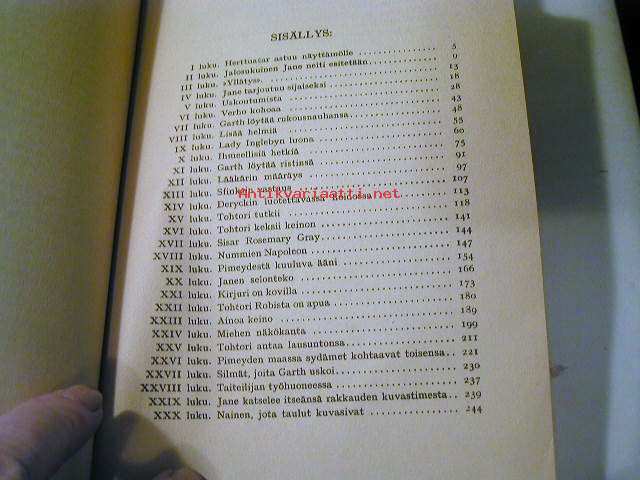 SISÄLLYS:
I luku. Herttuatar astuu näyttämölle 5
II luku. Jalosukuinen Jane neiti esitetään 9
III luku. »Yllätys» 13
IV luku. Jane tarjoutuu sijaiseksi 18
V luku. Uskoutumista 28
VI luku. Verho kohoaa 43
VII luku. Garth löytää rukousnauhansa 48
VIII luku. Lisää helmiä 55
IX luku. Lady Inglebyn luona 60
X luku. Ihmeellisiä hetkiä 75
XI luku. Garth löytää ristinsä 91
XII luku. Lääkärin määräys 97
XIII luku. vastaus 107
Antikvariaatti.net
XIV luku. Deryckin luotettavassa hoidossa 113
XV luku. Tohtori tutkii 118
XVI luku. Tohtori keksii keinon 141
XVII luku. Sisar Rosemary Gray 144
XVIII luku. Nummien Napoleon 147
XIX luku. Pimeydestä kuuluva ääni 154
XX luku. Janen selonteko 166
XXI luku. Kirjuri on kovilla 173
XXII luku. Tohtori Robista on apua 180
XXIII luku. Ainoa keino 189
XXIV luku. Miehen näkökanta 199
XXV luku. Tohtori antaa lausuntonsa 211
XXVI luku. Pimeyden maassa sydämet kohtaavat toisensa 221
XXVII luku. Silmät, joita Garth uskoi 230
XXVIII luku. Taiteilijan työhuoneessa 237
XXIX luku. Jane katselee itseänsä rakkauden kuvastimesta 239
XXX luku. Nainen, jota taulut kuvasivat 244